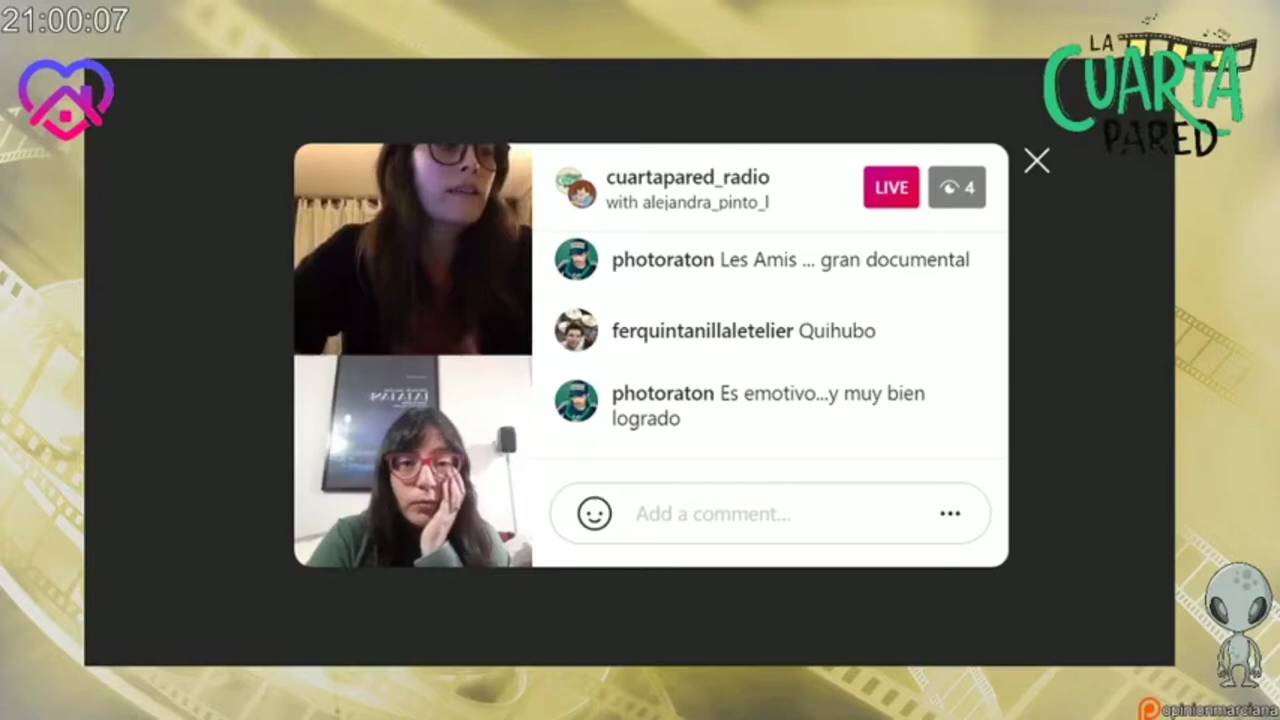 21:00:07
LA
CUARTA
PARED
cuartapared_radio
with alejandra_pinto_l
LIVE
4
photoraton Les Amis ... gran documental
ferquintanillaletelier Quihubo
photoraton Es emotivo...y muy bien
logrado
Add a comment...
opinionmarciana